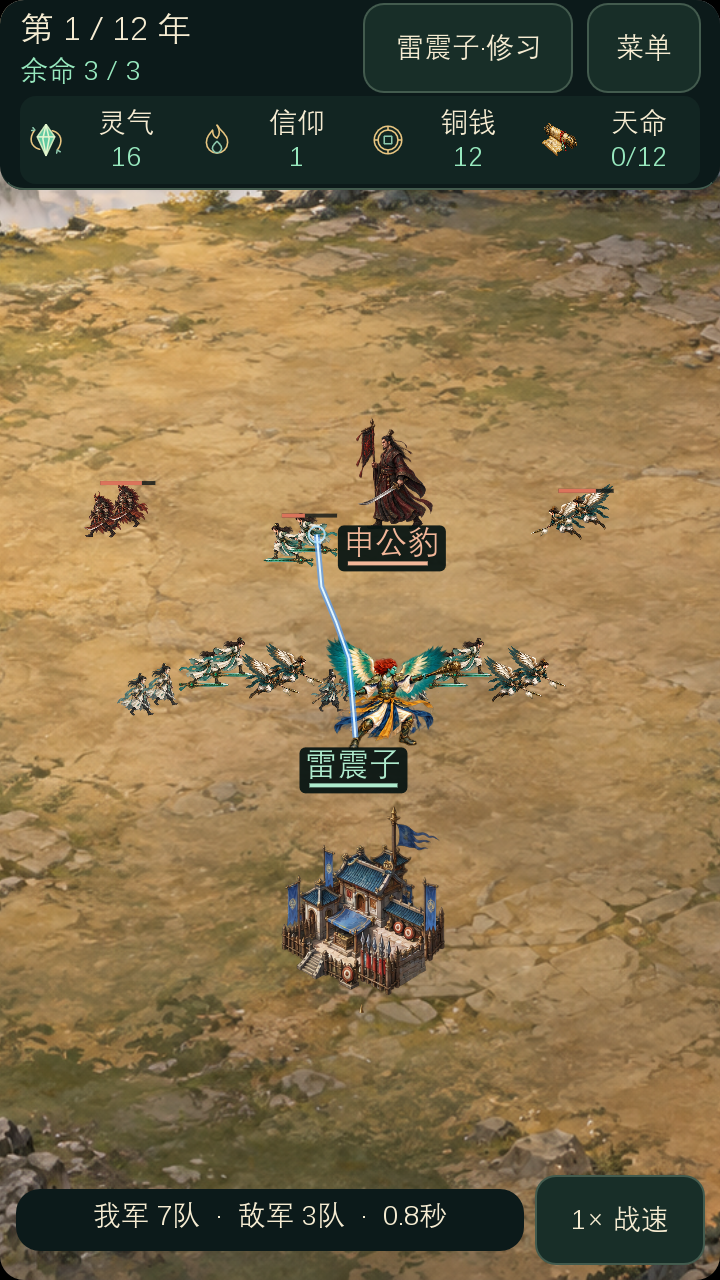 第 1 / 12 年
余命 3 / 3
雷震子·修习
菜单
灵气
16
信仰
1
铜钱
12
天命
0/12
申公豹
雷震子
我军 7队 · 敌军 3队 · 0.8秒
1× 战速